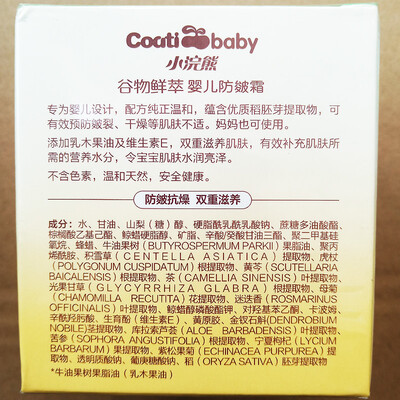 Coati baby
小浣熊
谷物鲜萃 婴儿防皴霜
专为婴儿设计，配方纯正温和，蕴含优质稻胚芽提取物，可
有效预防皴裂、干燥等肌肤不适。妈妈也可使用。
添加乳木果油及维生素E，双重滋养肌肤，有效补充肌肤所
需的营养水分，令宝宝肌肤水润亮泽。
不含色素，温和天然，安全健康。
防皴抗燥 双重滋养
成分：水、甘油、山梨（糖）醇、硬脂酰乳酰乳酸钠、蔗糖多油酸酯、
棕榈酸乙基己酯、鲸蜡硬脂醇、矿脂、辛酸/癸酸甘油三酯、聚二甲基硅
氧烷、蜂蜡、牛油果树(BUTYROSPERMUM PARKII)果脂油、聚丙
烯酰胺、积雪草(CENTELLA ASIATICA)提取物、虎杖
(POLYGONUM CUSPIDATUM)根提取物、黄芩(SCUTELLARIA
BAICALENSIS)根提取物、茶(CAMELLIA SINENSIS)叶提取物、
光果甘草(GLYCYRRHIZA GLABRA)根提取物、母菊
(CHAMOMILLA RECUTITA)花提取物、迷迭香(ROSMARINUS
OFFICINALIS)叶提取物、鲸蜡醇磷酸酯钾、对羟基苯乙酮、卡波姆、
辛酰羟肟酸、生育酚（维生素E）、黄原胶、金钗石斛(DENDROBIUM
NOBILE)茎提取物、库拉索芦荟(ALOE BARBADENSIS)叶提取
物、苦参(SOPHORA ANGUSTIFOLIA)根提取物、宁夏枸杞(LYCIUM
BARBARUM)果提取物、紫松果菊(ECHINACEA PURPUREA)提
取物、透明质酸钠、葡庚糖酸钠、稻(ORYZA SATIVA)胚芽提取物
*牛油果树果脂油（乳木果油）